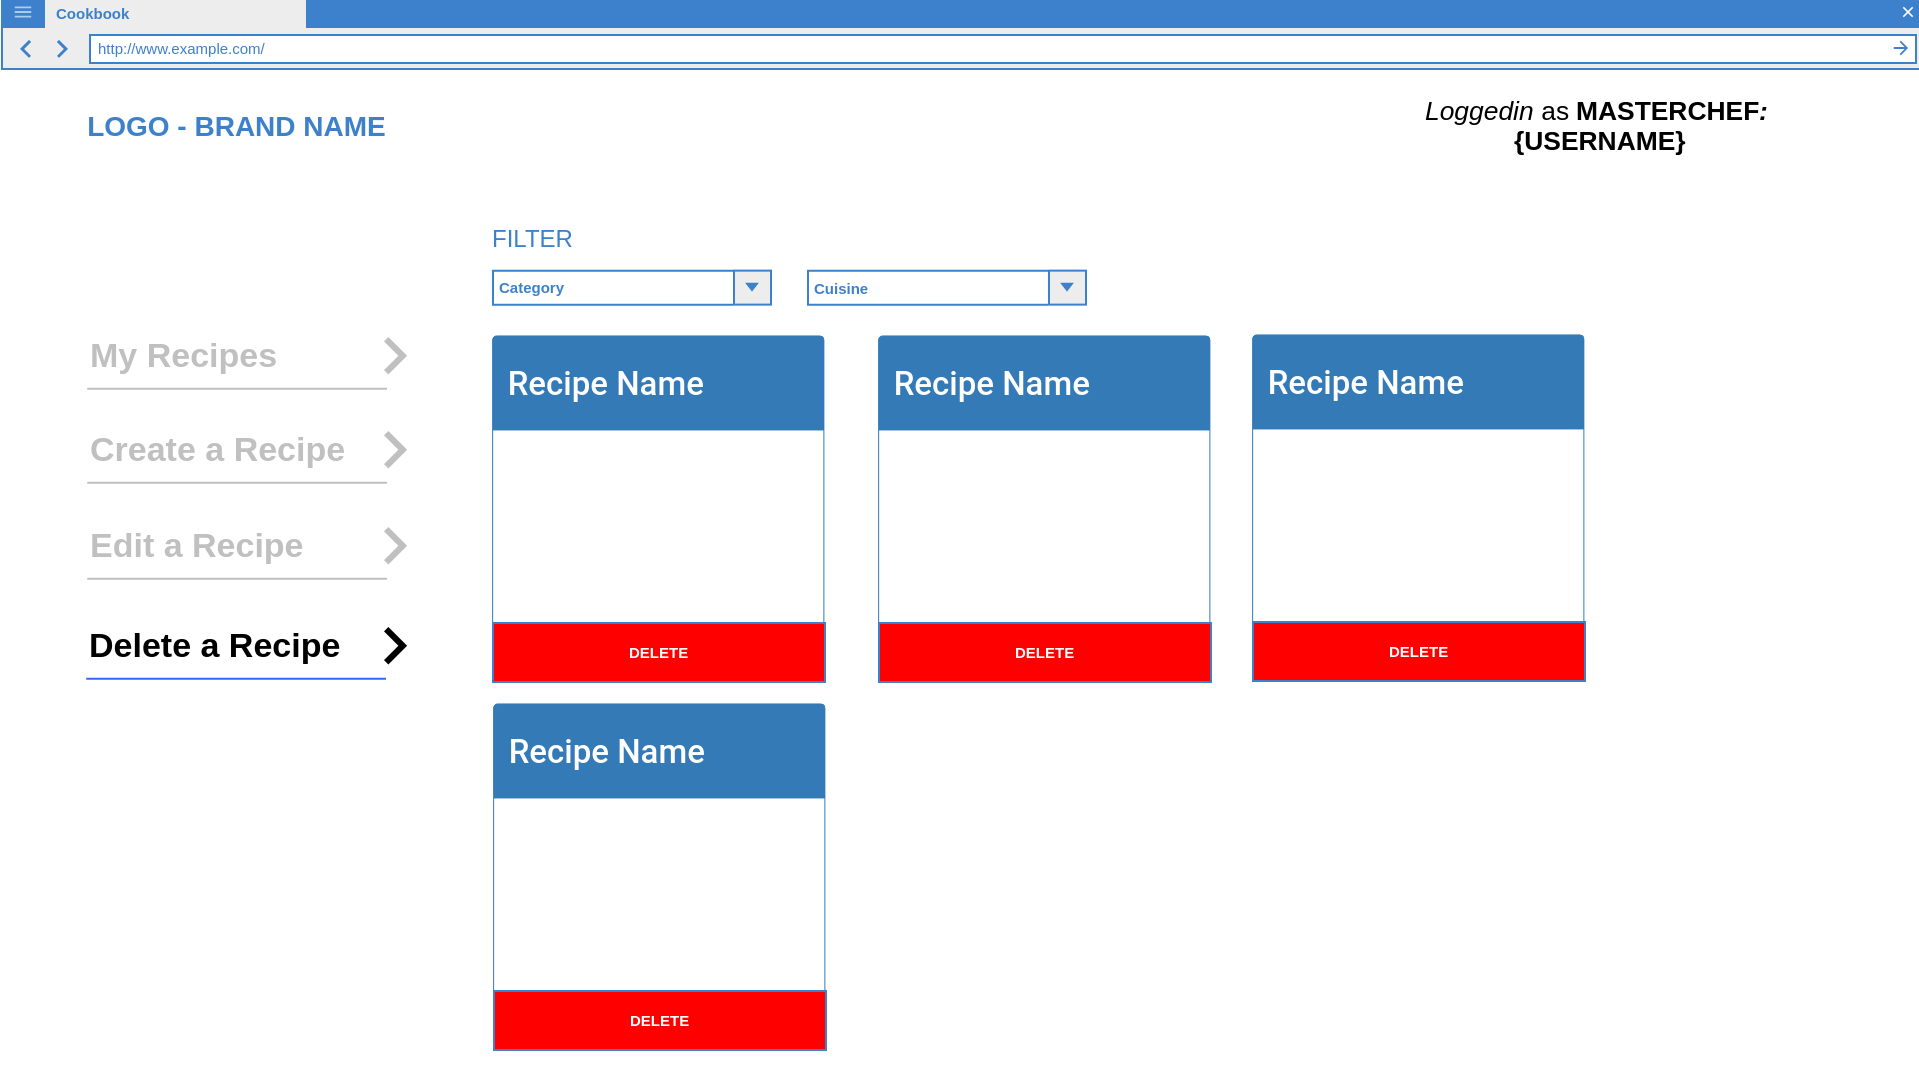 Cookbook
http://www.example.com/
LOGO - BRAND NAME
Loggedin as MASTERCHEF:
{USERNAME}
FILTER
Category
Cuisine
My Recipes
Create a Recipe
Edit a Recipe
Delete a Recipe
Recipe Name
Recipe Name
Recipe Name
DELETE
DELETE
DELETE
Recipe Name
DELETE